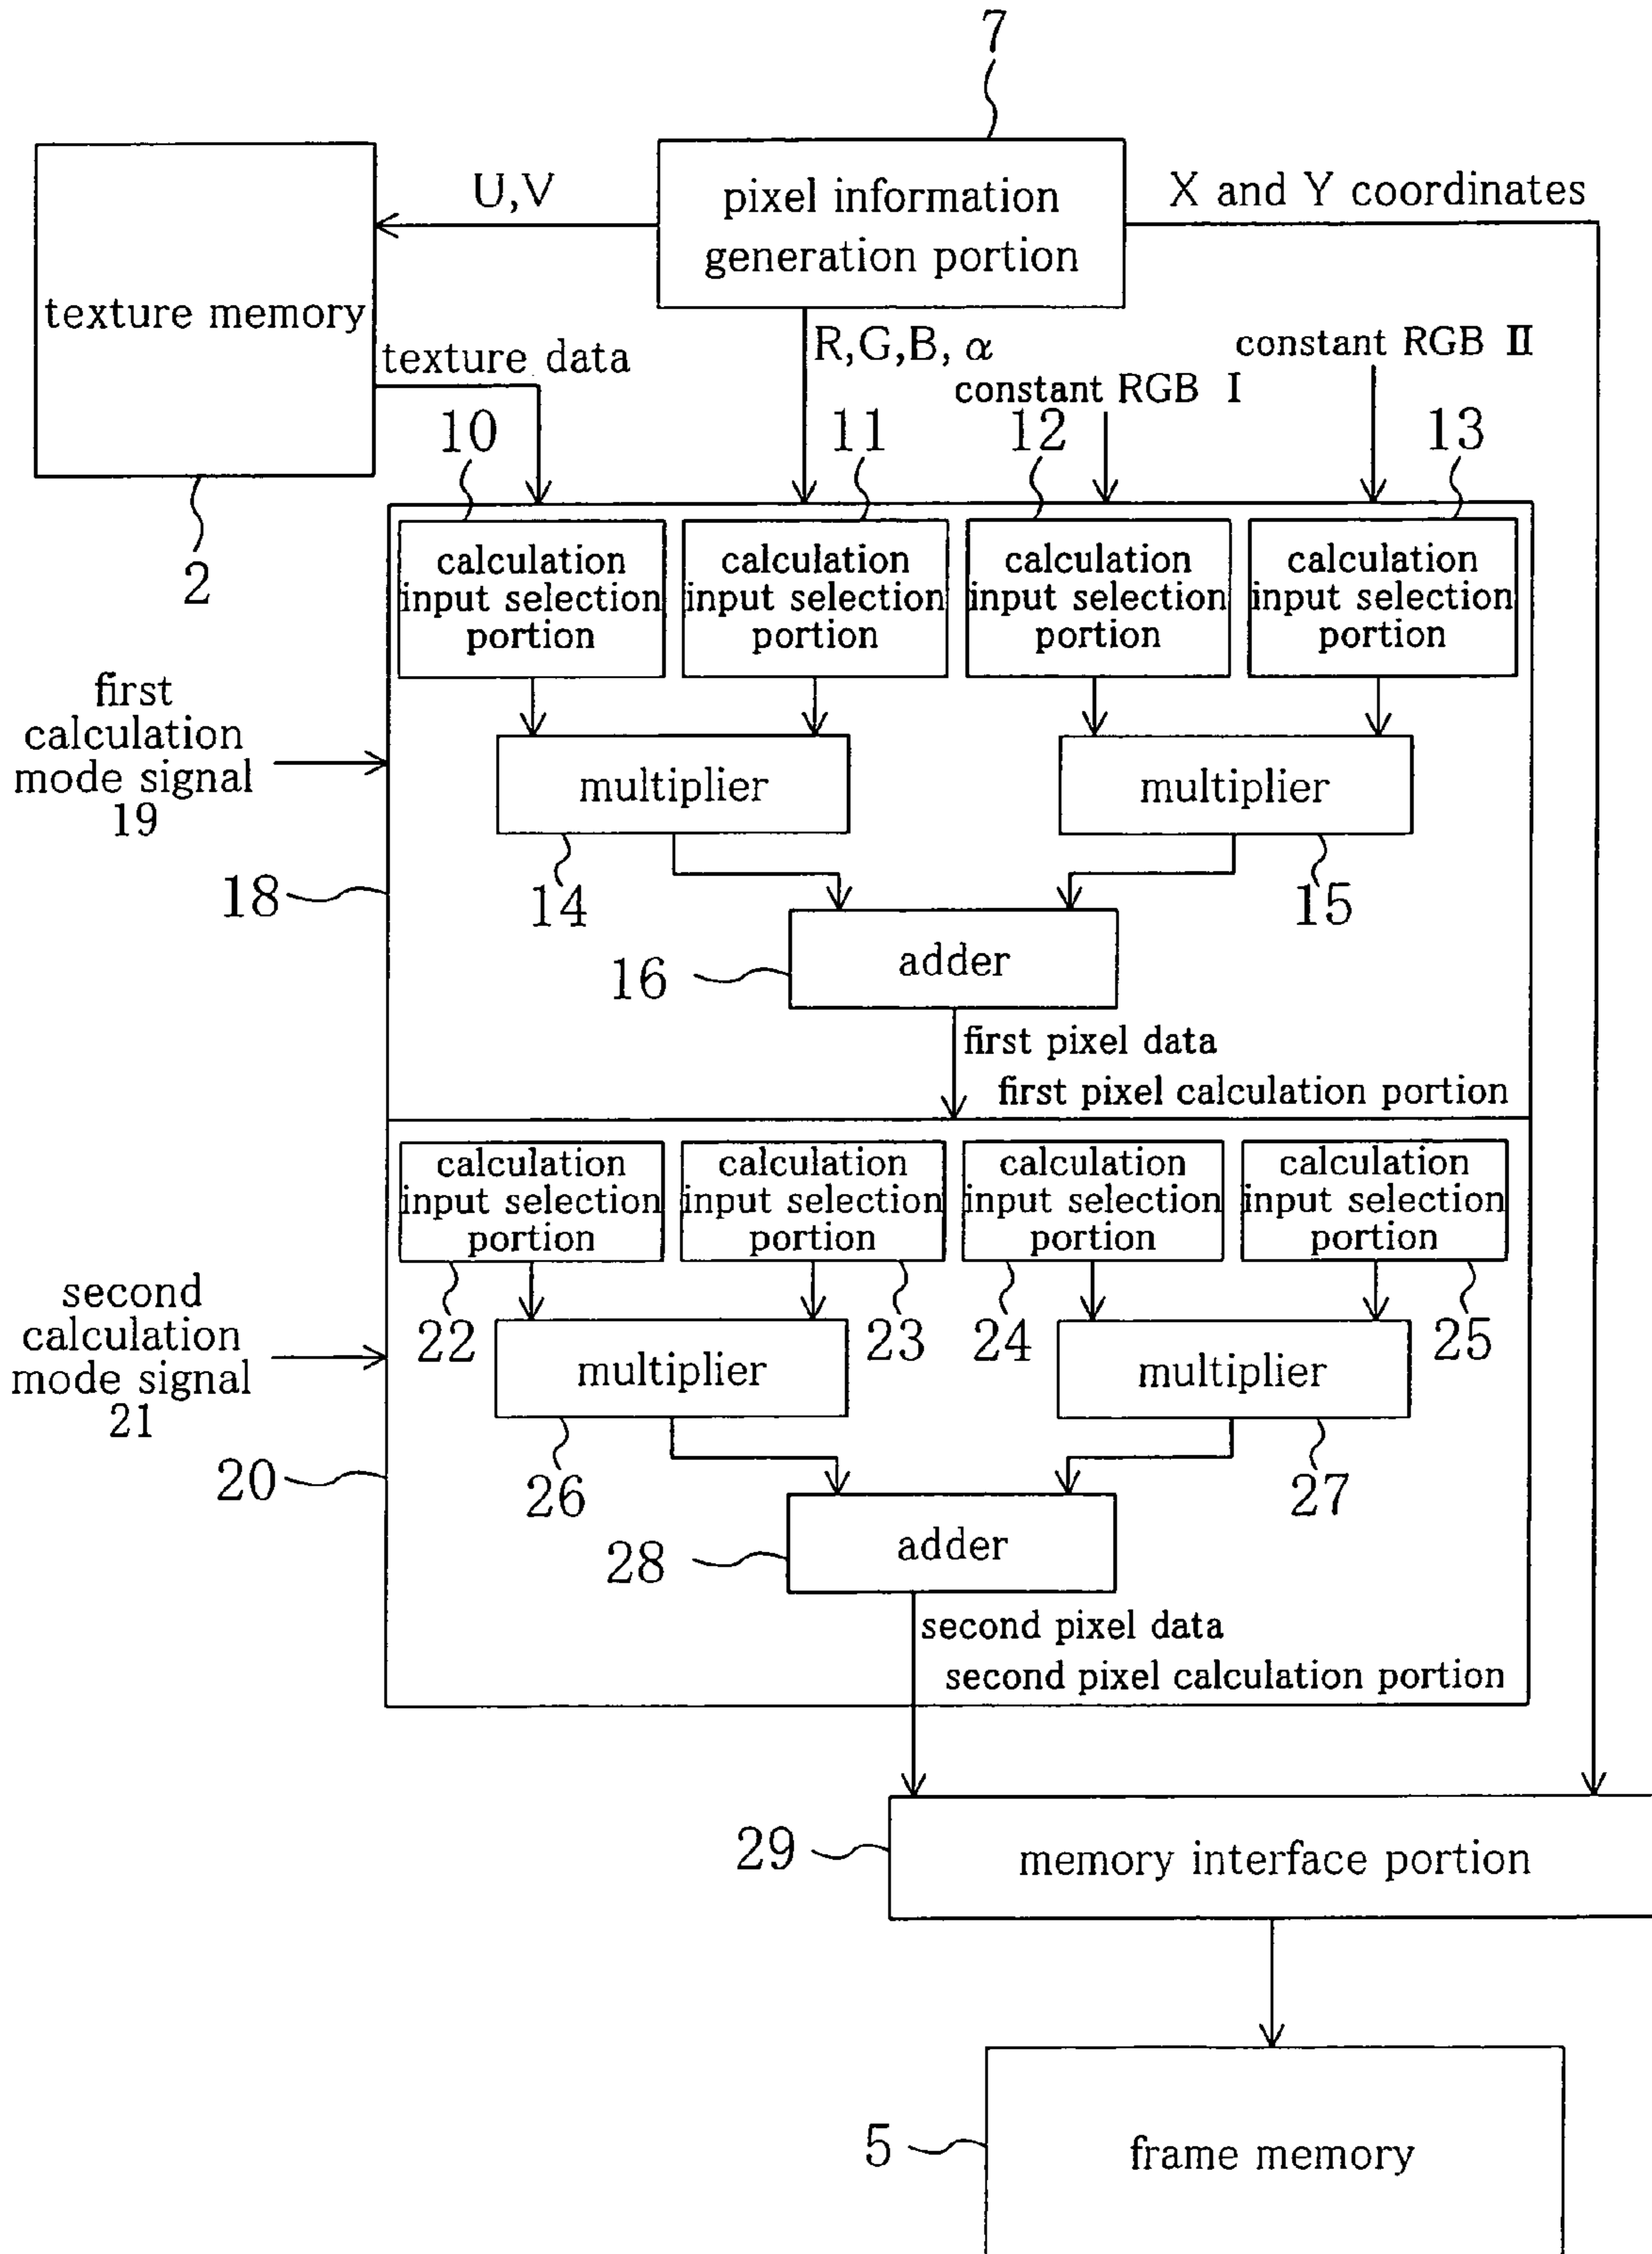 7
U,V
pixel information
generation portion
X and Y coordinates
texture memory
texture data
R,G,B, α
constant RGB I
constant RGB II
2
10
11
12
13
calculation
input selection
portion
calculation
input selection
portion
calculation
input selection
portion
calculation
input selection
portion
first
calculation
mode signal
19
multiplier
multiplier
18
14
15
16
adder
first pixel data
first pixel calculation portion
calculation
input selection
portion
calculation
input selection
portion
calculation
input selection
portion
calculation
input selection
portion
second
calculation
mode signal
21
22
23
24
25
multiplier
multiplier
20
26
27
28
adder
second pixel data
second pixel calculation portion
29
memory interface portion
5
frame memory